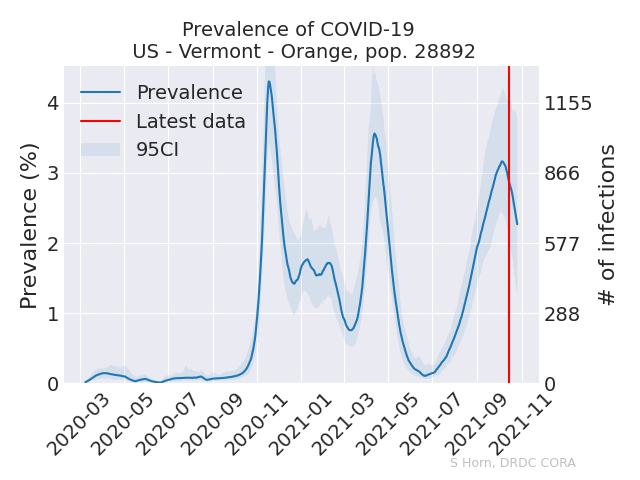 Prevalence of COVID-19
US - Vermont - Orange, pop. 28892
Prevalence
Latest data
95CI
Prevalence (%)
4
3
2
1
0
1155
866
577
288
0
# of infections
2020-03
2020-05
2020-07
2020-09
2020-11
2021-01
2021-03
2021-05
2021-07
2021-09
2021-11
S Horn, DRDC CORA